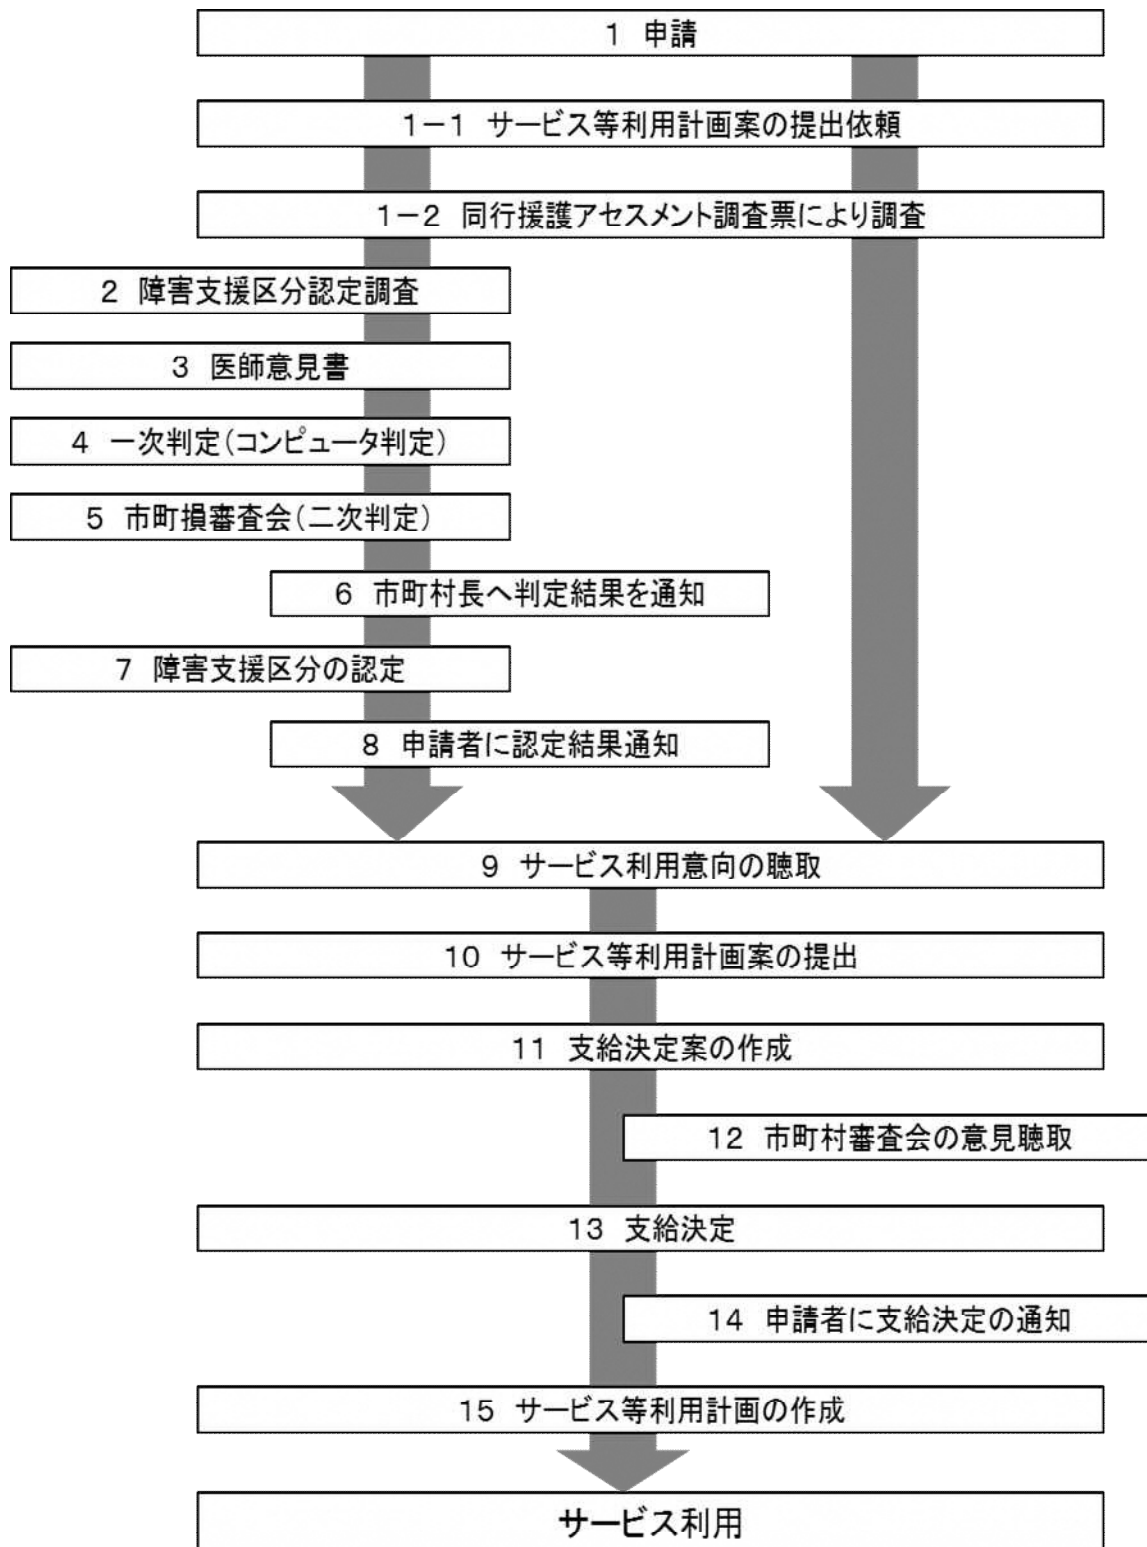 1 申請
1－1 サービス等利用計画案の提出依頼
1－2 同行援護アセスメント調査票により調査
2 障害支援区分認定調査
3 医師意見書
4 一次判定(コンピュータ判定)
5 市町損審査会(二次判定)
6 市町村長へ判定結果を通知
7 障害支援区分の認定
8 申請者に認定結果通知
9 サービス利用意向の聴取
10 サービス等利用計画案の提出
11 支給決定案の作成
12 市町村審査会の意見聴取
13 支給決定
14 申請者に支給決定の通知
15 サービス等利用計画の作成
サービス利用